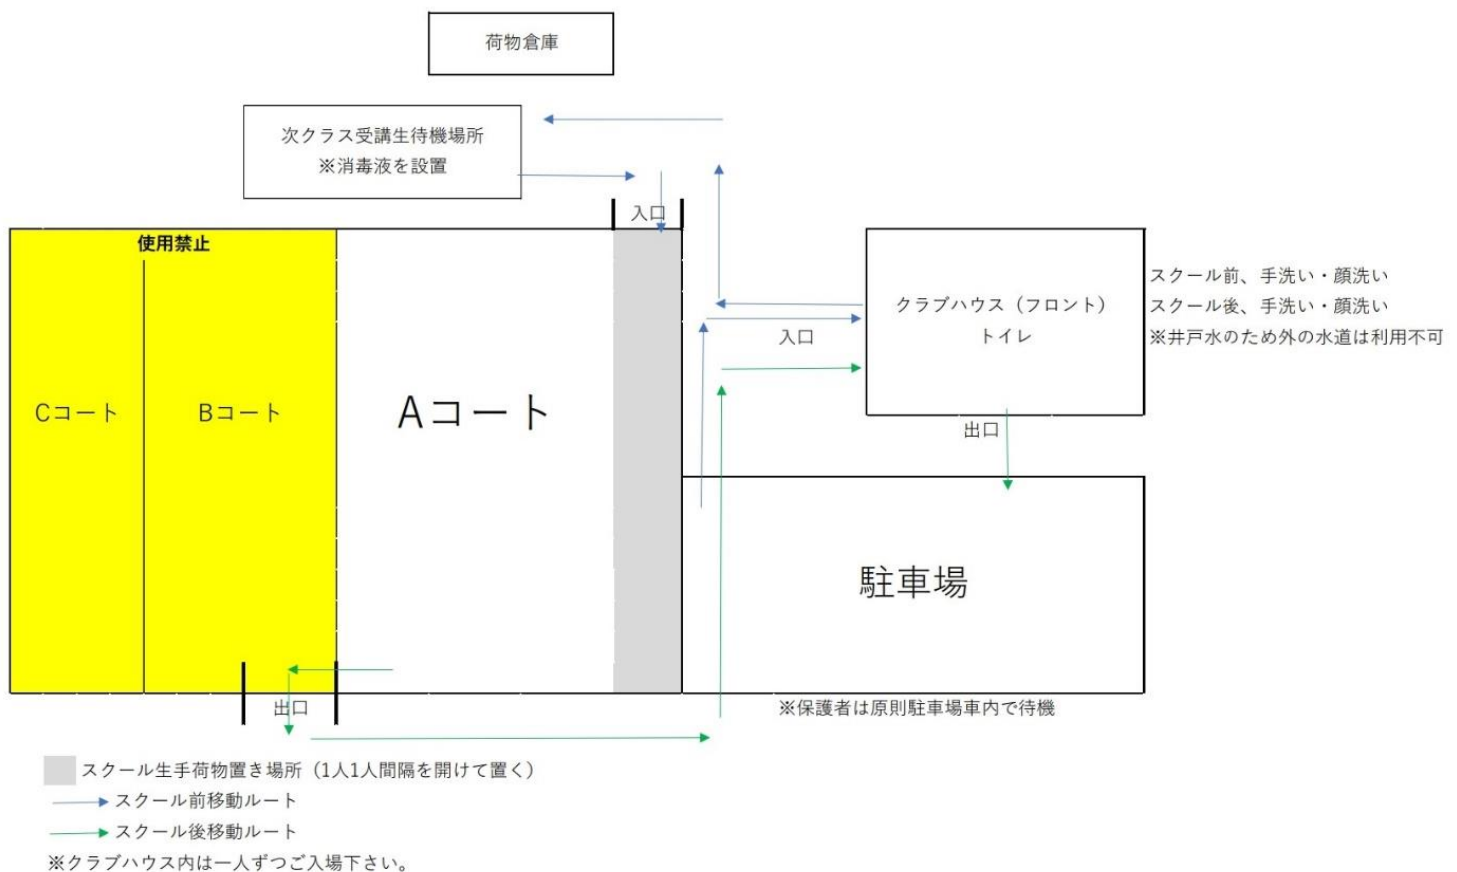 荷物倉庫
次クラス受講生待機場所
※消毒液を設置
入口
使用禁止
Cコート
Bコート
Aコート
クラブハウス（フロント）
トイレ
スクール前、手洗い・顔洗い
スクール後、手洗い・顔洗い
※井戸水のため外の水道は利用不可
入口
出口
駐車場
※保護者は原則駐車場車内で待機
出口
スクール生手荷物置き場所（1人1人間隔を開けて置く）
スクール前移動ルート
スクール後移動ルート
※クラブハウス内は一人ずつご入場下さい。